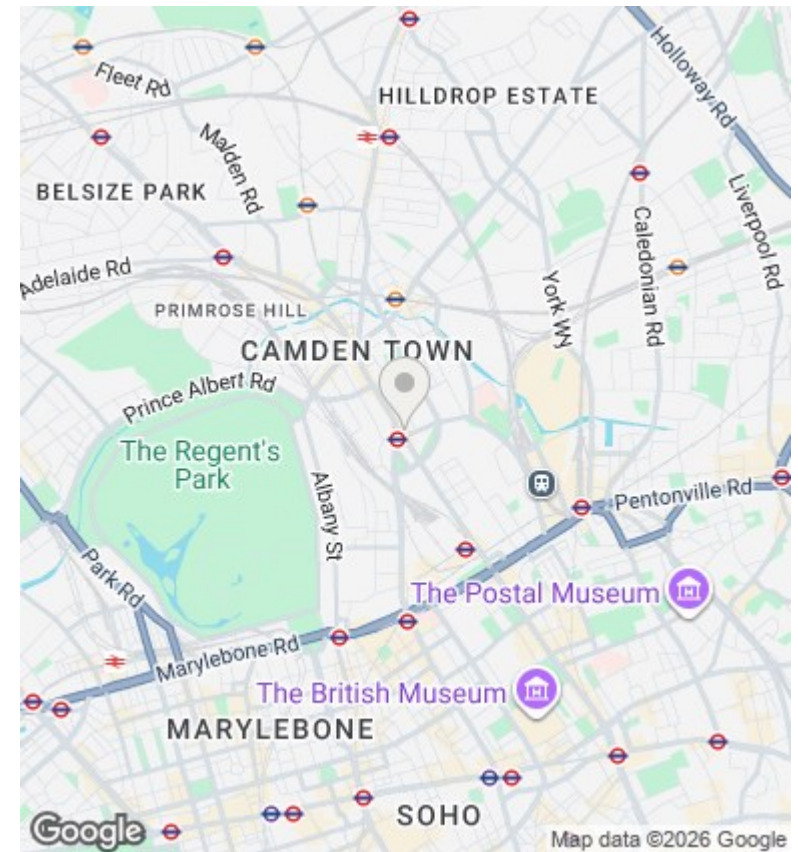 Holloway Rd
Fleet Rd
HILLDROP ESTATE
Malden Rd
BELSIZE PARK
Liverpool Rd
Caledonian Rd
Adelaide Rd
York Wy
PRIMROSE HILL
CAMDEN TOWN
Prince Albert Rd
The Regent's
Park
Albany St
Pentonville Rd
Park Rd
The Postal Museum
Marylebone Rd
The British Museum
MARYLEBONE
SOHO
Google
Map data ©2026 Google